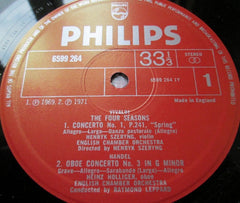 PHILIPS
6599 264
33⅓
STEREO
6599 264 1Y
1
Made in England
1. ℗ 1969. 2. ℗ 1971
VIVALDI
THE FOUR SEASONS
1. CONCERTO No. 1, P.241, "Spring"
Allegro—Largo—Danza pastorale (Allegro)
HENRYK SZERYNG, violin
ENGLISH CHAMBER ORCHESTRA
Directed by HENRYK SZERYNG
HANDEL
2. OBOE CONCERTO No. 3 IN G MINOR
Grave—Allegro—Sarabande (Largo)—Allegro
HEINZ HOLLIGER, oboe
ENGLISH CHAMBER ORCHESTRA
Conducted by RAYMOND LEPPARD